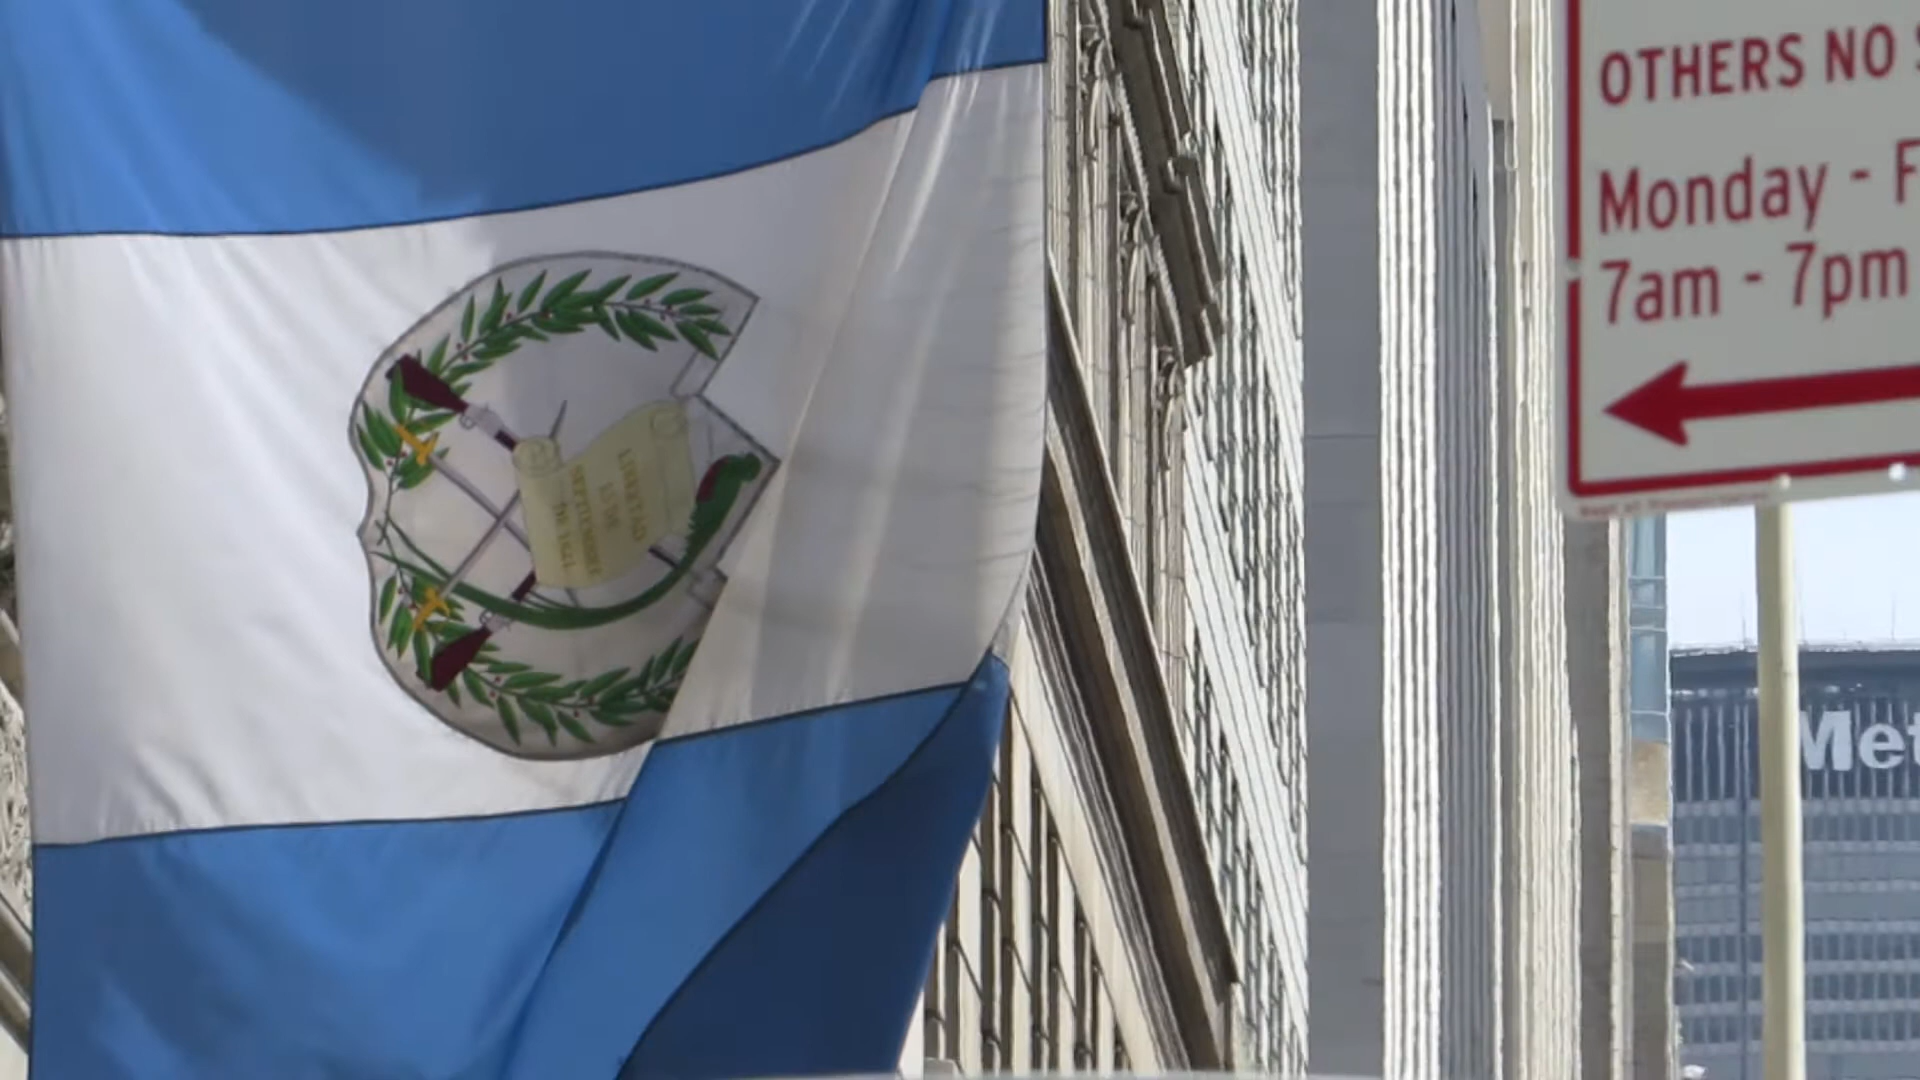 LIBERTAD
15 DE
SEPTIEMBRE
DE 1821
OTHERS NO
Monday - F
7am - 7pm
Met